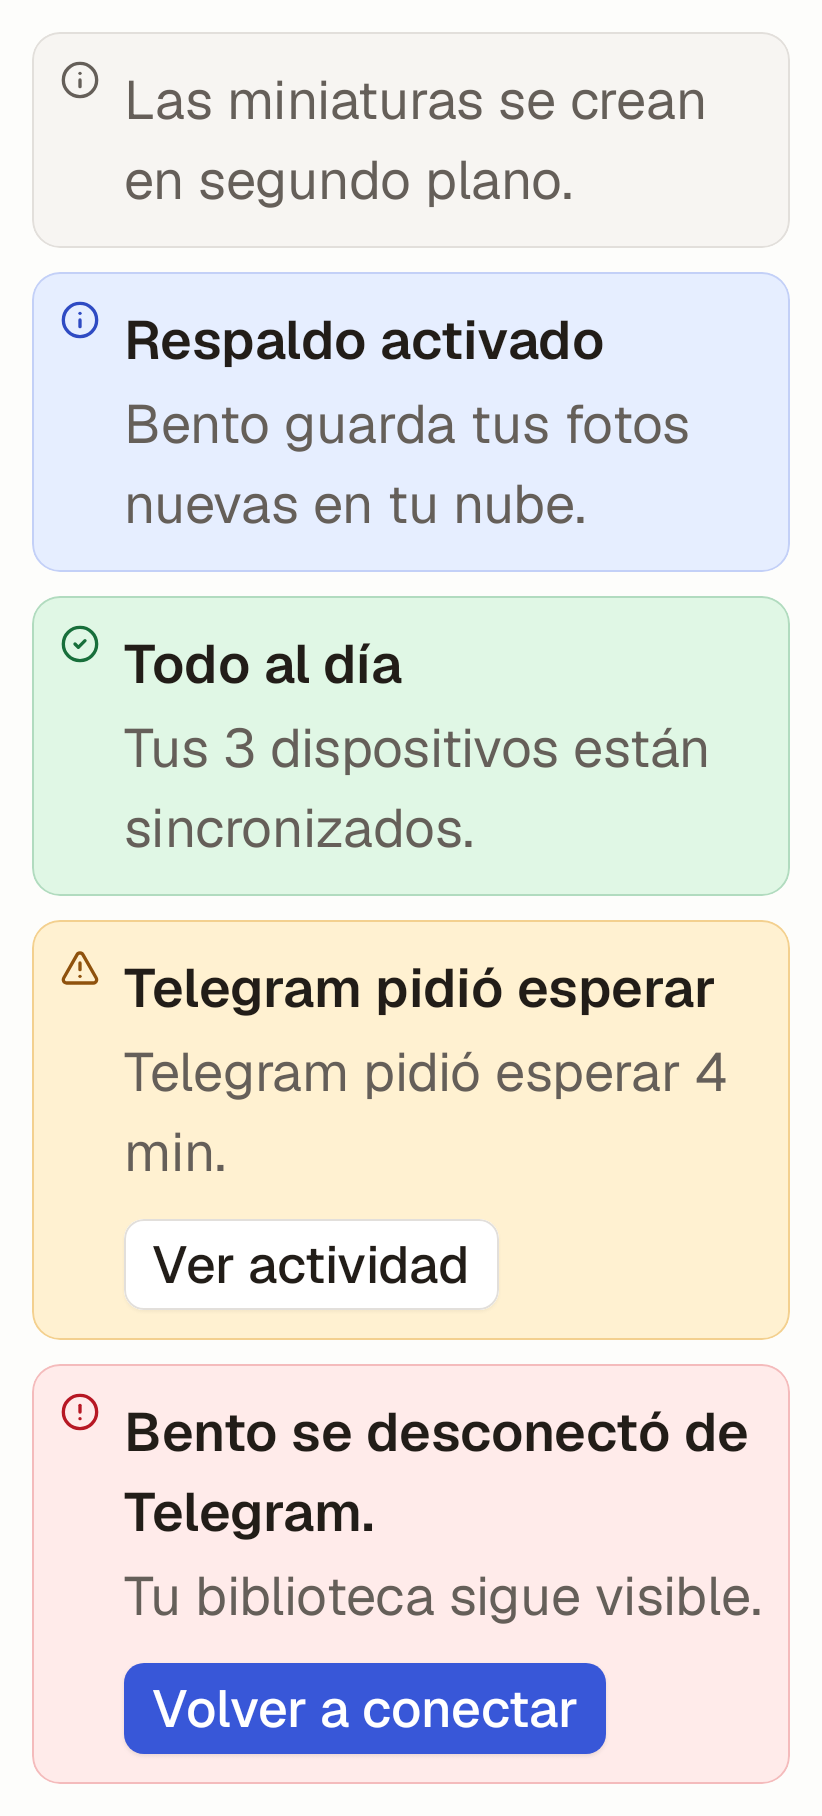 Las miniaturas se crean
en segundo plano.
Respaldo activado
Bento guarda tus fotos
nuevas en tu nube.
Todo al día
Tus 3 dispositivos están
sincronizados.
Telegram pidió esperar
Telegram pidió esperar 4
min.
Ver actividad
Bento se desconectó de
Telegram.
Tu biblioteca sigue visible.
Volver a conectar